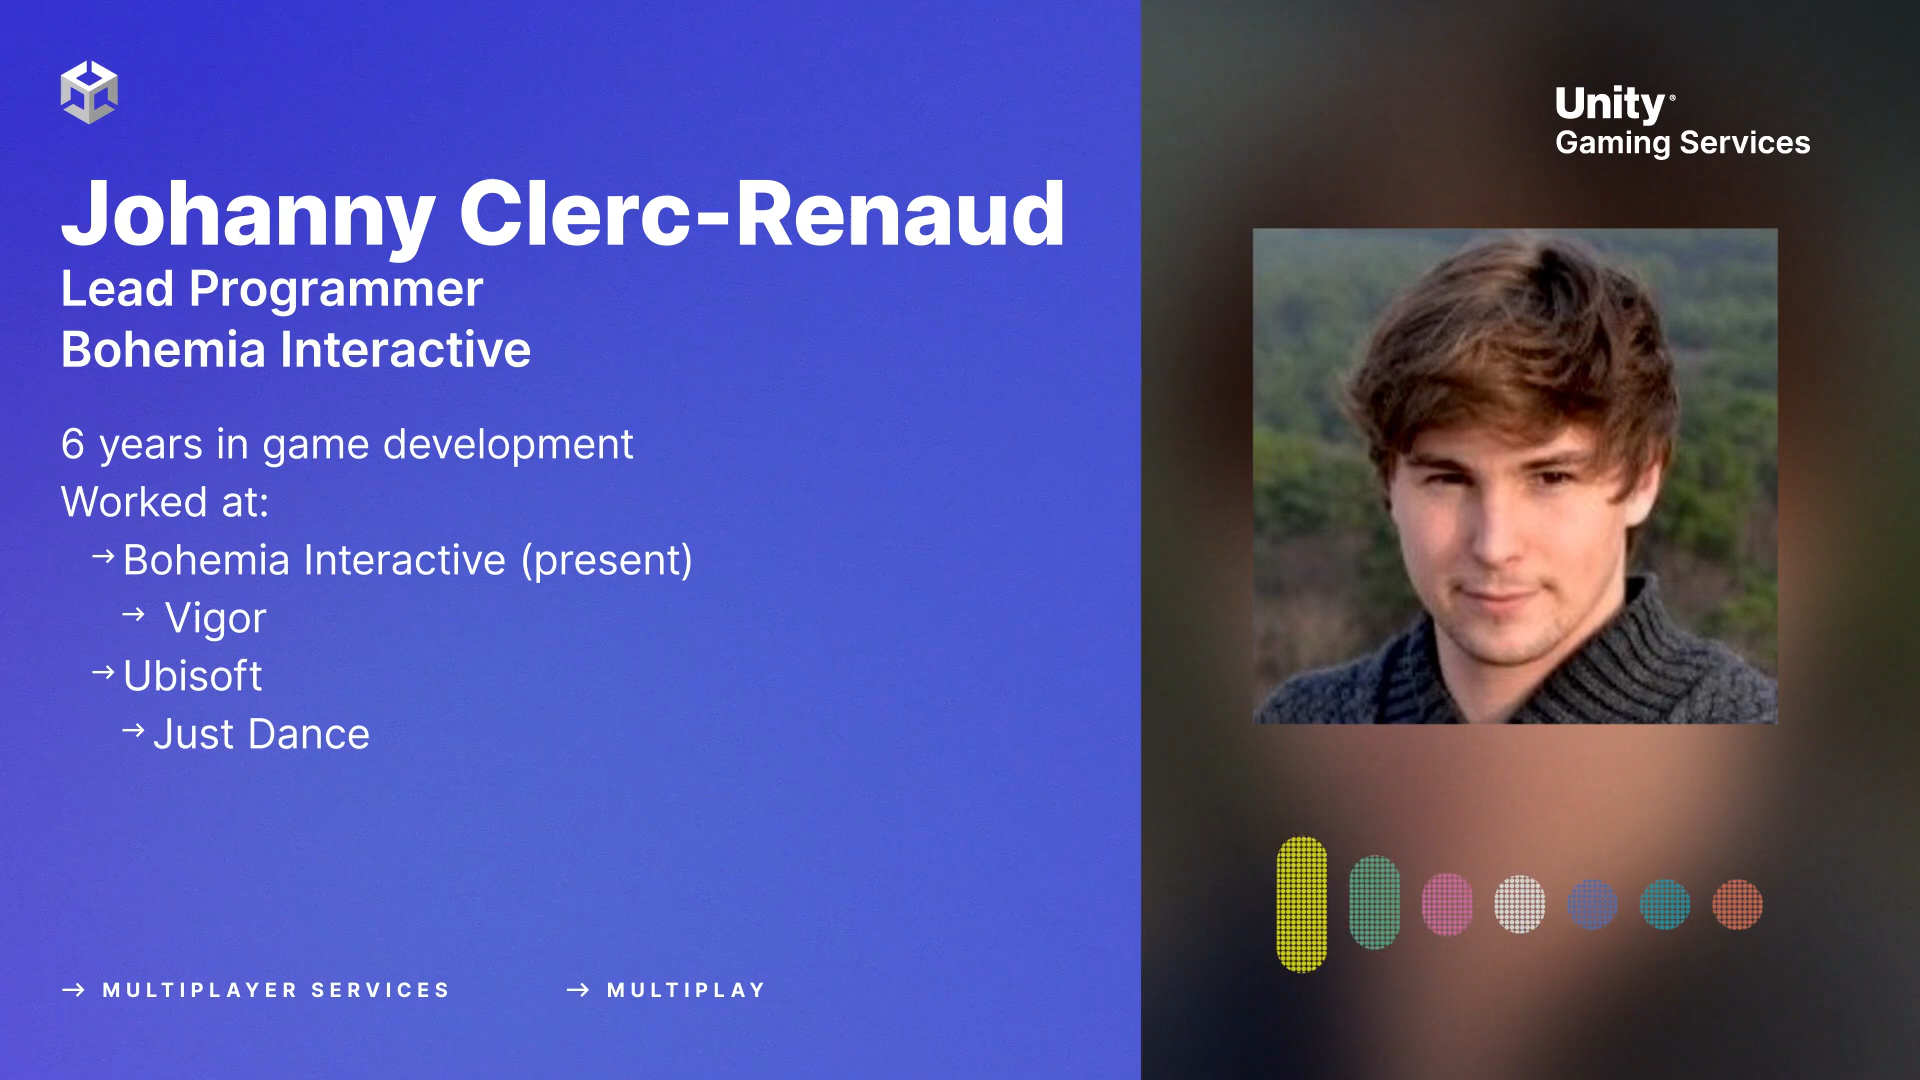 Unity®
Gaming Services
Johanny Clerc-Renaud
Lead Programmer
Bohemia Interactive
6 years in game development
Worked at:
→ Bohemia Interactive (present)
→ Vigor
→ Ubisoft
→ Just Dance
→ MULTIPLAYER SERVICES
→ MULTIPLAY